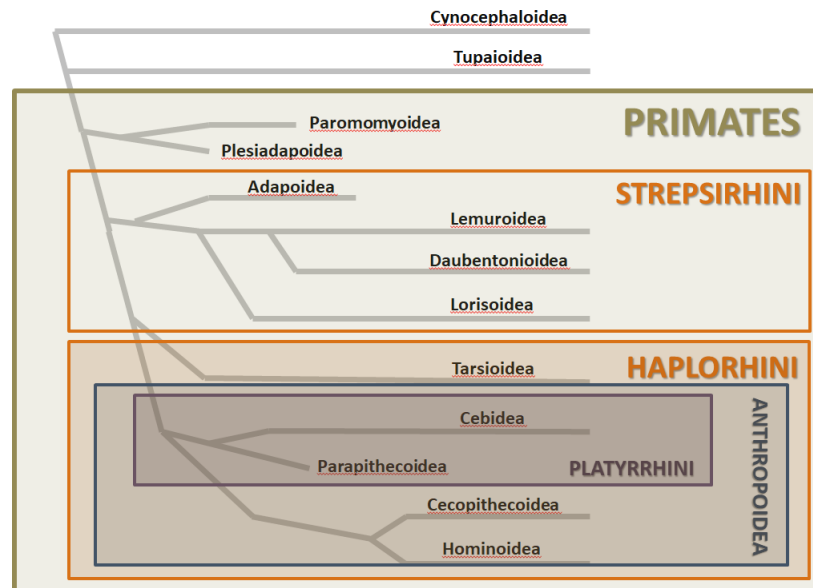 Cynocephaloidea
Tupaioidea
PRIMATES
Paromomyoidea
Plesiadapoidea
STREPSIRHINI
Adapoidea
Lemuroidea
Daubentonioidea
Lorisoidea
HAPLORHINI
Tarsioidea
ANTHROPOIDEA
Cebidea
Parapithecoidea
PLATYRRHINI
Cecopithecoidea
Hominoidea